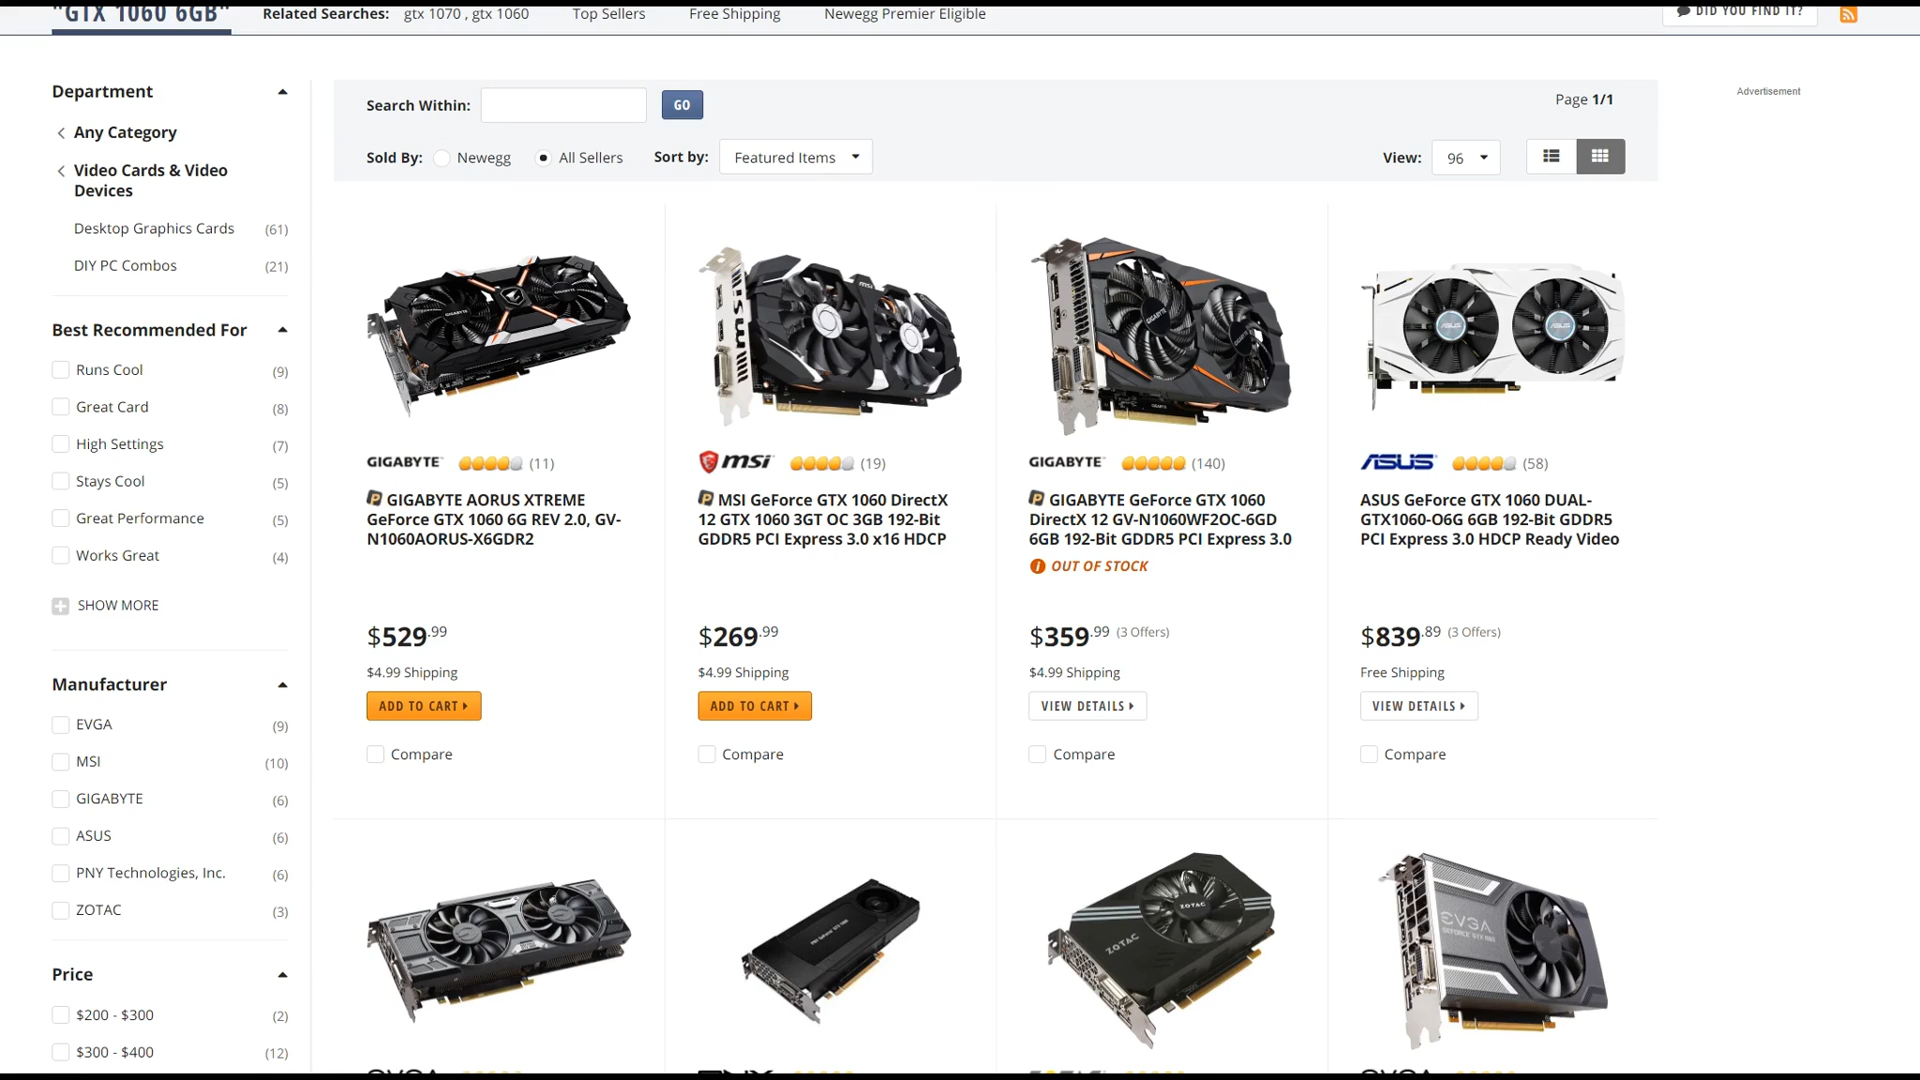 "GTX 1060 6GB"
Related Searches: gtx 1070 , gtx 1060
Top Sellers
Free Shipping
Newegg Premier Eligible
DID YOU FIND IT?
Department
Any Category
Video Cards & Video
Devices
Desktop Graphics Cards (61)
DIY PC Combos (21)
Best Recommended For
Runs Cool (9)
Great Card (8)
High Settings (7)
Stays Cool (5)
Great Performance (5)
Works Great (4)
SHOW MORE
Manufacturer
EVGA (9)
MSI (10)
GIGABYTE (6)
ASUS (6)
PNY Technologies, Inc. (6)
ZOTAC (3)
Price
$200 - $300 (2)
$300 - $400 (12)
Search Within:
GO
Page 1/1
Sold By: Newegg All Sellers
Sort by: Featured Items
View: 96
Advertisement
GIGABYTE (11)
GIGABYTE AORUS XTREME
GeForce GTX 1060 6G REV 2.0, GV-
N1060AORUS-X6GDR2
$529.99
$4.99 Shipping
ADD TO CART
Compare
msi (19)
MSI GeForce GTX 1060 DirectX
12 GTX 1060 3GT OC 3GB 192-Bit
GDDR5 PCI Express 3.0 x16 HDCP
$269.99
$4.99 Shipping
ADD TO CART
Compare
GIGABYTE (140)
GIGABYTE GeForce GTX 1060
DirectX 12 GV-N1060WF2OC-6GD
6GB 192-Bit GDDR5 PCI Express 3.0
OUT OF STOCK
$359.99 (3 Offers)
$4.99 Shipping
VIEW DETAILS
Compare
ASUS (58)
ASUS GeForce GTX 1060 DUAL-
GTX1060-O6G 6GB 192-Bit GDDR5
PCI Express 3.0 HDCP Ready Video
$839.89 (3 Offers)
Free Shipping
VIEW DETAILS
Compare
ZOTAC
ZOTAC
EVGA